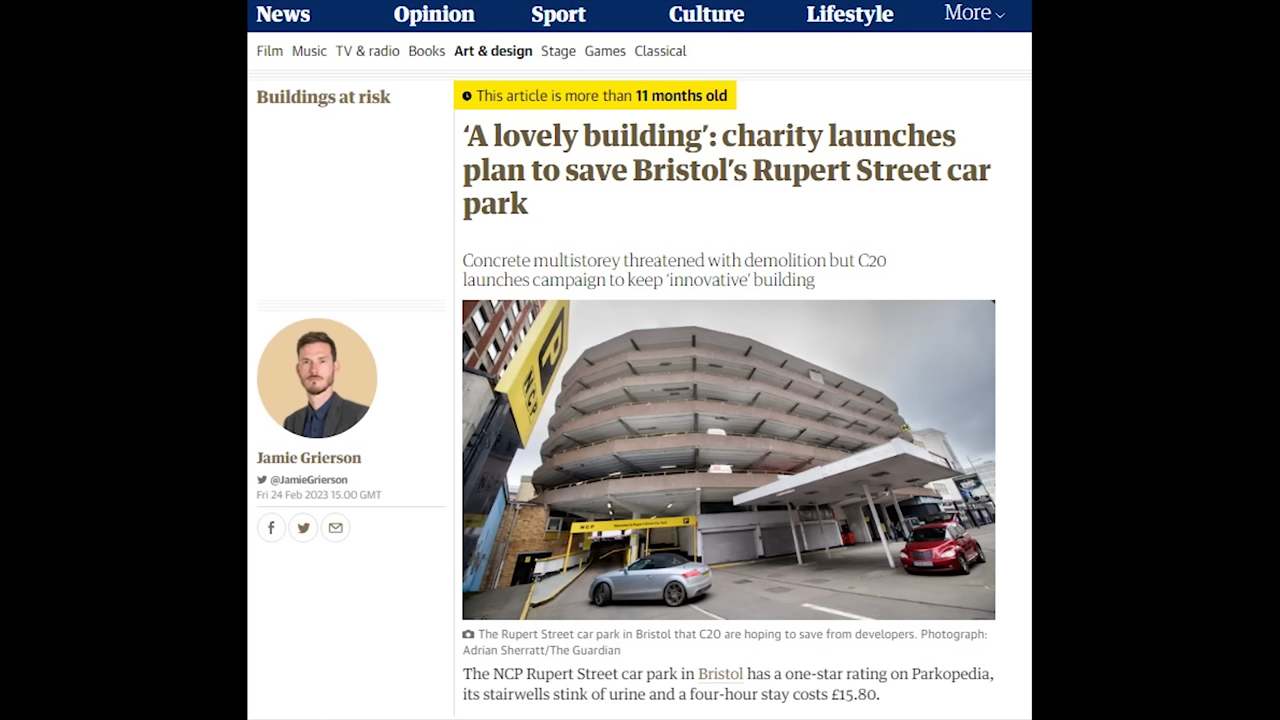 News Opinion Sport Culture Lifestyle More
Film Music TV & radio Books Art & design Stage Games Classical
Buildings at risk
This article is more than 11 months old
‘A lovely building’: charity launches
plan to save Bristol’s Rupert Street car
park
Concrete multistorey threatened with demolition but C20
launches campaign to keep ‘innovative’ building
Jamie Grierson
@JamieGrierson
Fri 24 Feb 2023 15.00 GMT
P
NCP
NCP
The Rupert Street car park in Bristol that C20 are hoping to save from developers. Photograph:
Adrian Sherratt/The Guardian
The NCP Rupert Street car park in Bristol has a one-star rating on Parkopedia,
its stairwells stink of urine and a four-hour stay costs £15.80.